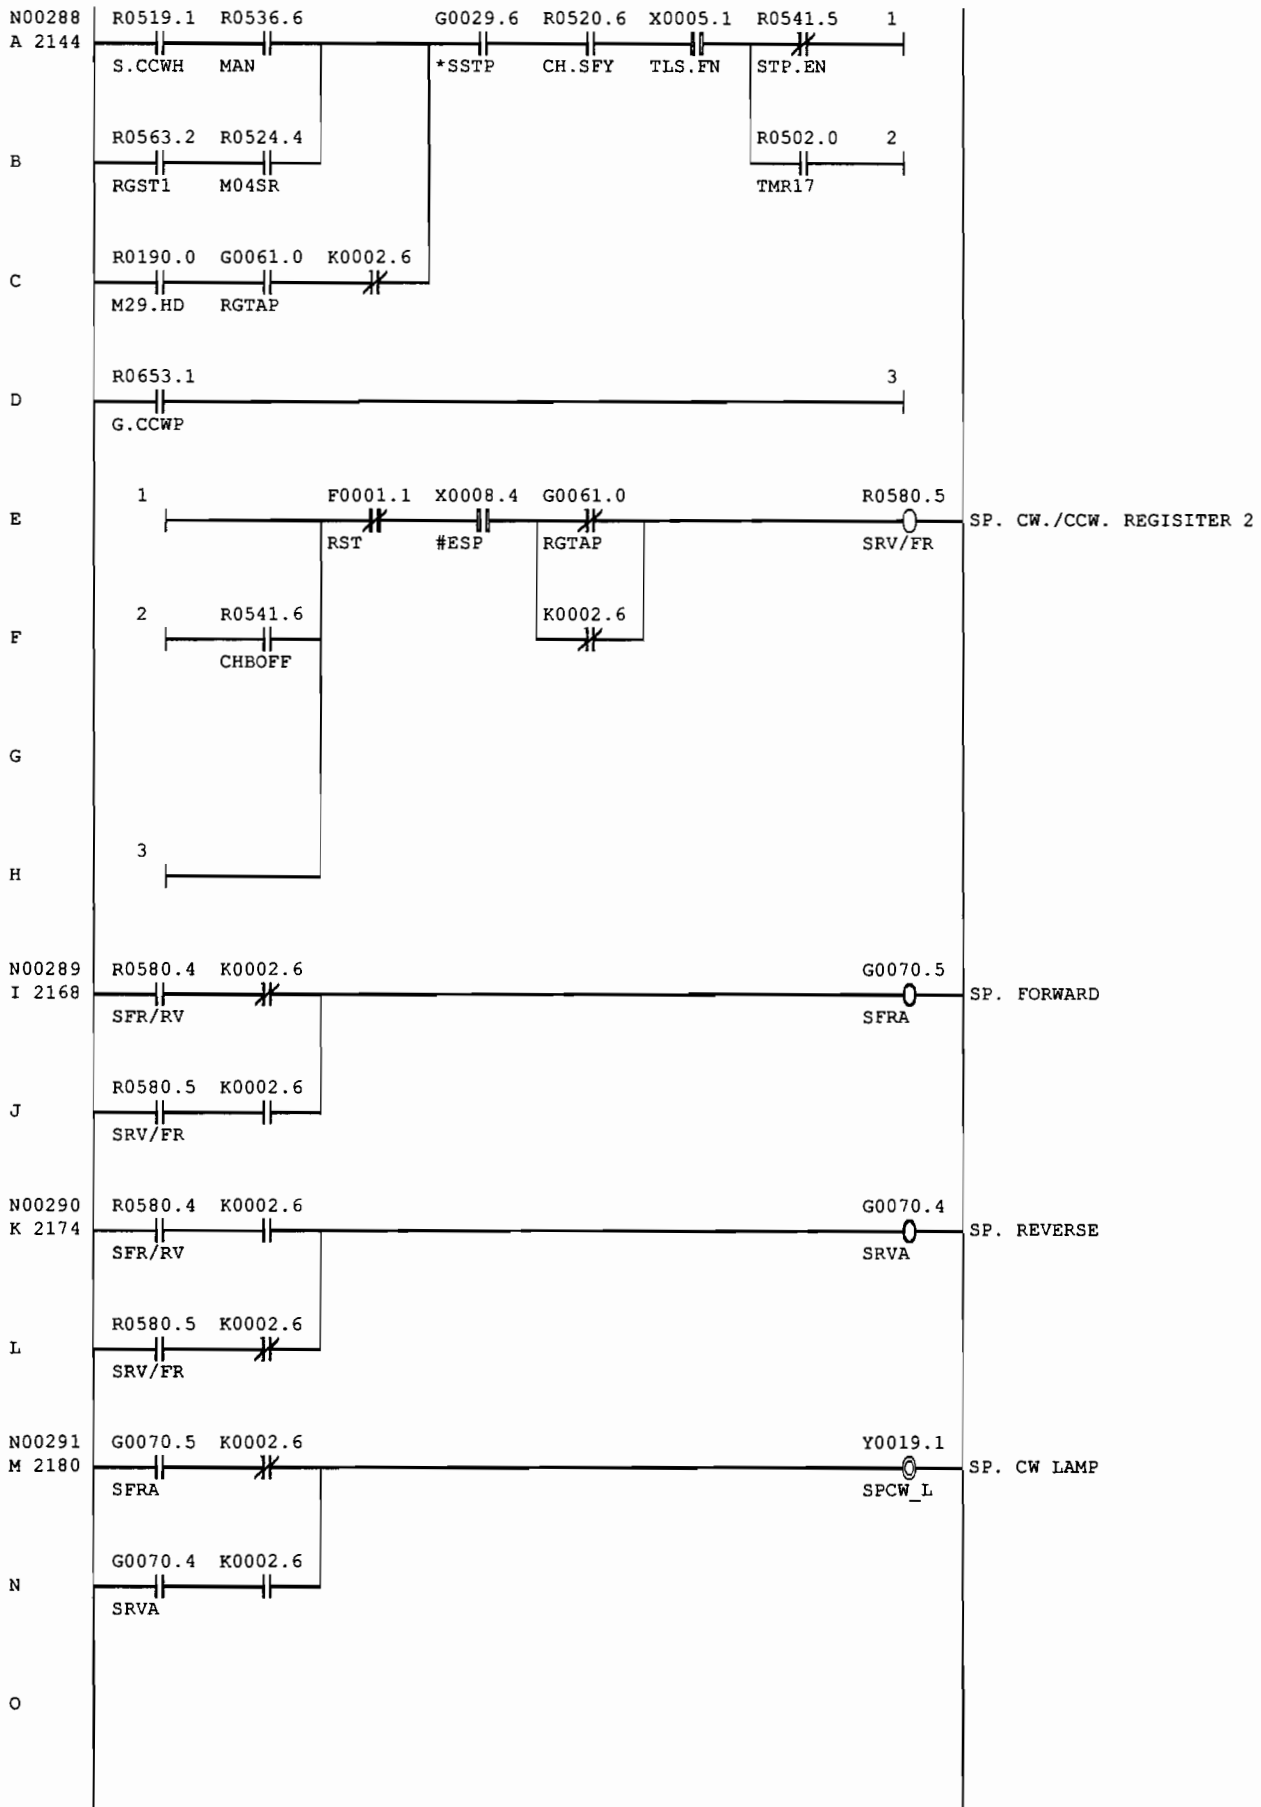 N00288 R0519.1 R0536.6 G0029.6 R0520.6 X0005.1 R0541.5 1
A 2144
S.CCWH MAN *SSTP CH.SFY TLS.FN STP.EN
R0563.2 R0524.4 R0502.0 2
B
RGST1 M04SR TMR17
R0190.0 G0061.0 K0002.6
C
M29.HD RGTAP
R0653.1 3
D
G.CCWP
1 F0001.1 X0008.4 G0061.0 R0580.5
E SP. CW./CCW. REGISITER 2
RST #ESP RGTAP SRV/FR
2 R0541.6 K0002.6
F
CHBOFF
G
3
H
N00289 R0580.4 K0002.6 G0070.5
I 2168 SP. FORWARD
SFR/RV SFRA
R0580.5 K0002.6
J
SRV/FR
N00290 R0580.4 K0002.6 G0070.4
K 2174 SP. REVERSE
SFR/RV SRVA
R0580.5 K0002.6
L
SRV/FR
N00291 G0070.5 K0002.6 Y0019.1
M 2180 SP. CW LAMP
SFRA SPCW_L
G0070.4 K0002.6
N
SRVA
O